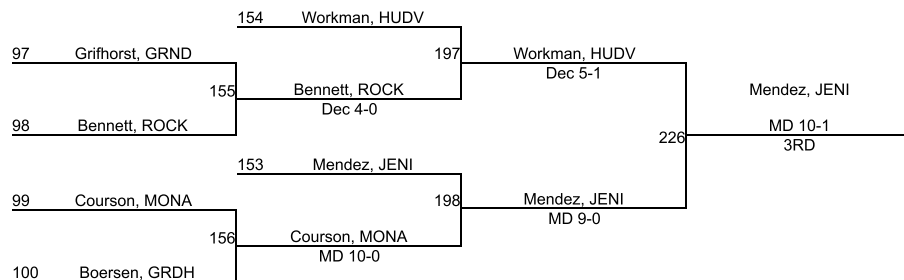 154 Workman, HUDV
97 Grifhorst, GRND
197 Workman, HUDV
Dec 5-1
155 Bennett, ROCK
Dec 4-0
Mendez, JENI
98 Bennett, ROCK
MD 10-1
226
3RD
153 Mendez, JENI
99 Courson, MONA
198 Mendez, JENI
MD 9-0
156 Courson, MONA
MD 10-0
100 Boersen, GRDH